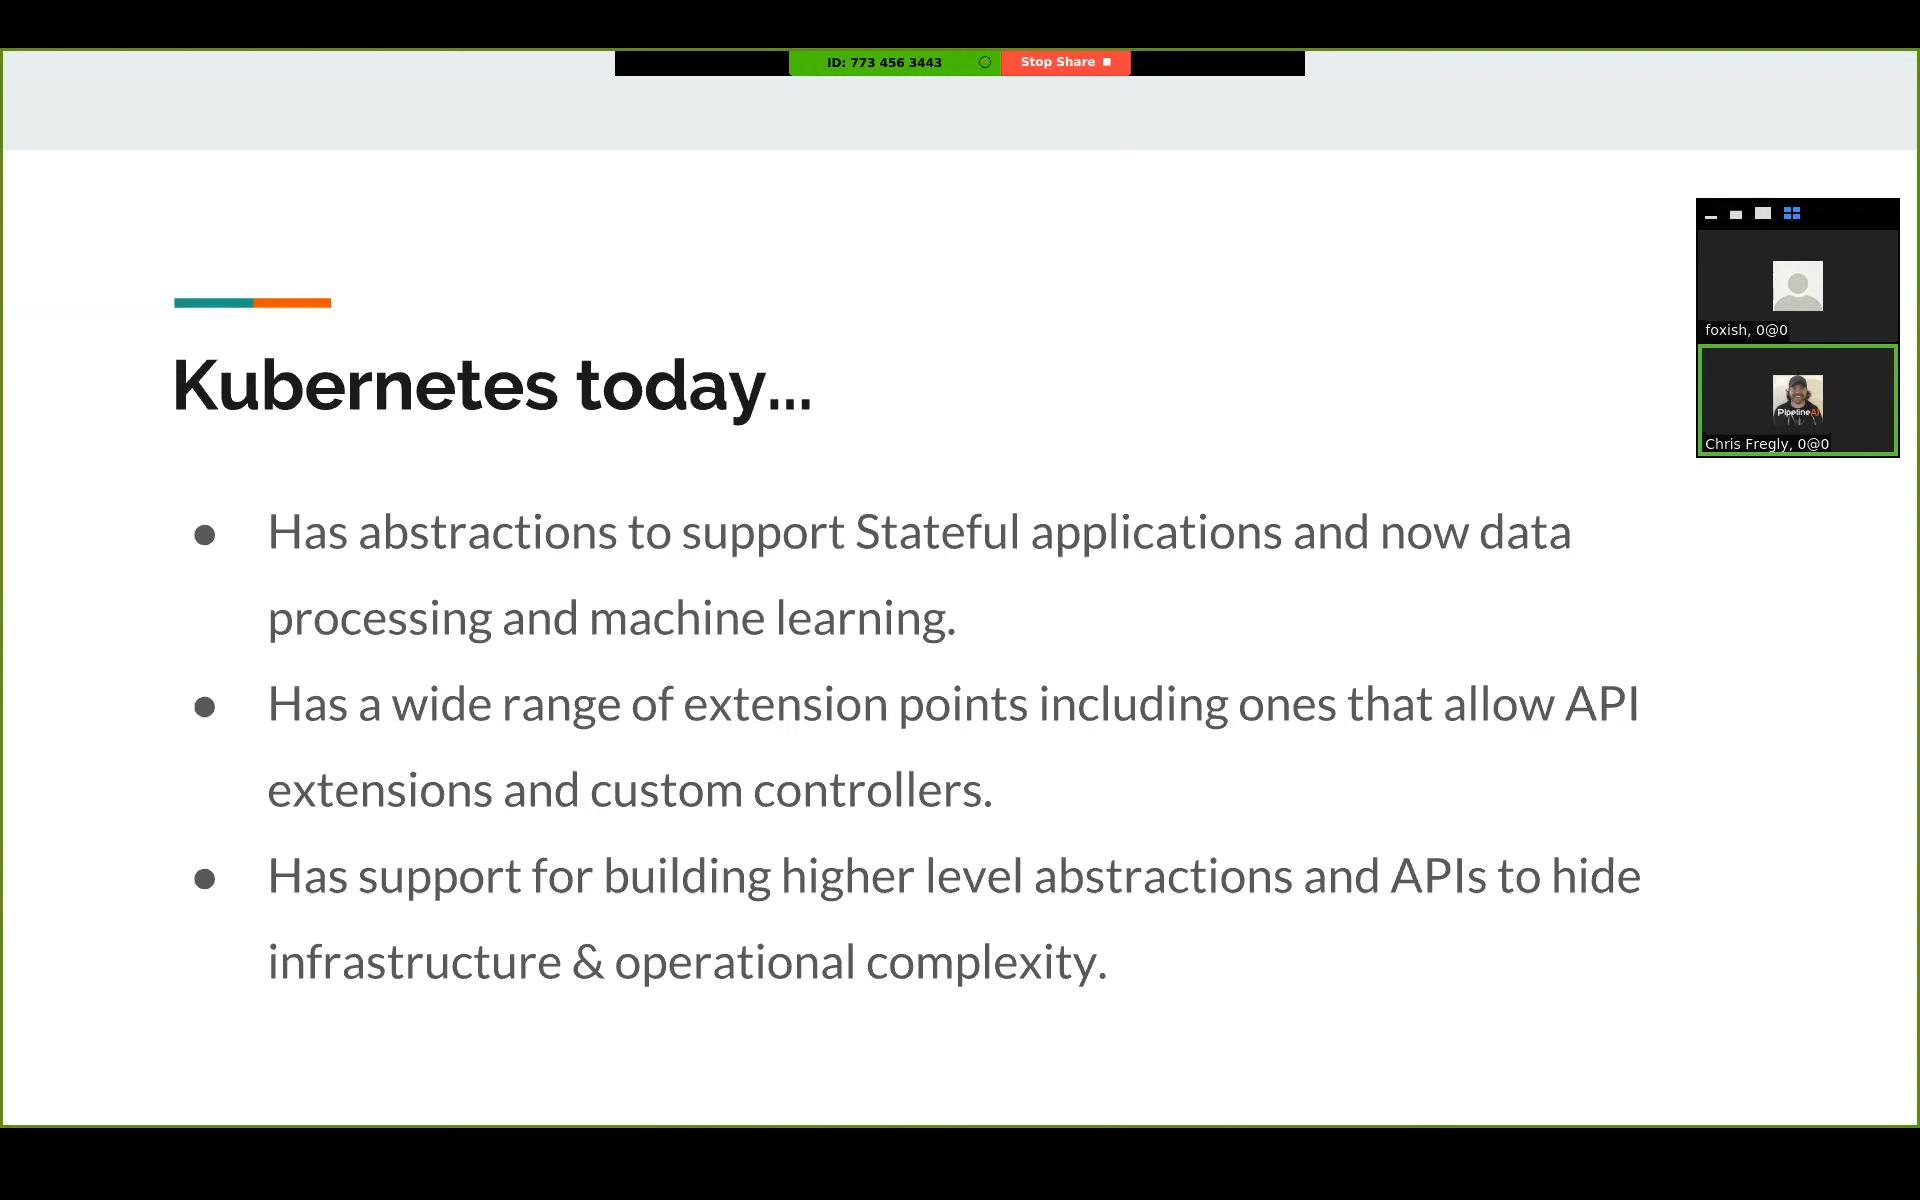 ID: 773 456 3443
Stop Share
foxish, 0@0
PipelineAI
Chris Fregly, 0@0
Kubernetes today...
● Has abstractions to support Stateful applications and now data
processing and machine learning.
● Has a wide range of extension points including ones that allow API
extensions and custom controllers.
● Has support for building higher level abstractions and APIs to hide
infrastructure & operational complexity.